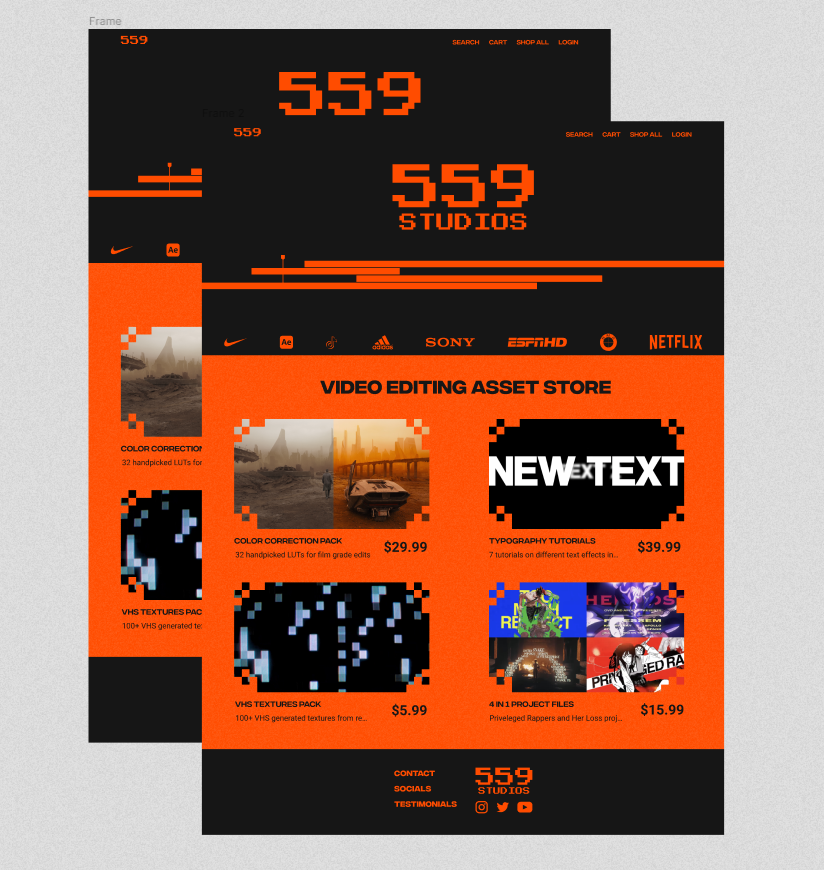 Frame
559
SEARCH CART SHOP ALL LOGIN
559
Frame 2
559
SEARCH CART SHOP ALL LOGIN
559
STUDIOS
Ae
Ae
adidas
SONY
ESPN HD
NETFLIX
VIDEO EDITING ASSET STORE
NEW TEXT
COLOR CORRECTION
32 handpicked LUTs for
COLOR CORRECTION PACK
32 handpicked LUTs for film grade edits
$29.99
TYPOGRAPHY TUTORIALS
7 tutorials on different text effects in...
$39.99
VHS TEXTURES PAC
100+ VHS generated te
VHS TEXTURES PACK
100+ VHS generated textures from re...
$5.99
4 IN 1 PROJECT FILES
Priveleged Rappers and Her Loss proj...
$15.99
CONTACT
SOCIALS
TESTIMONIALS
559
STUDIOS